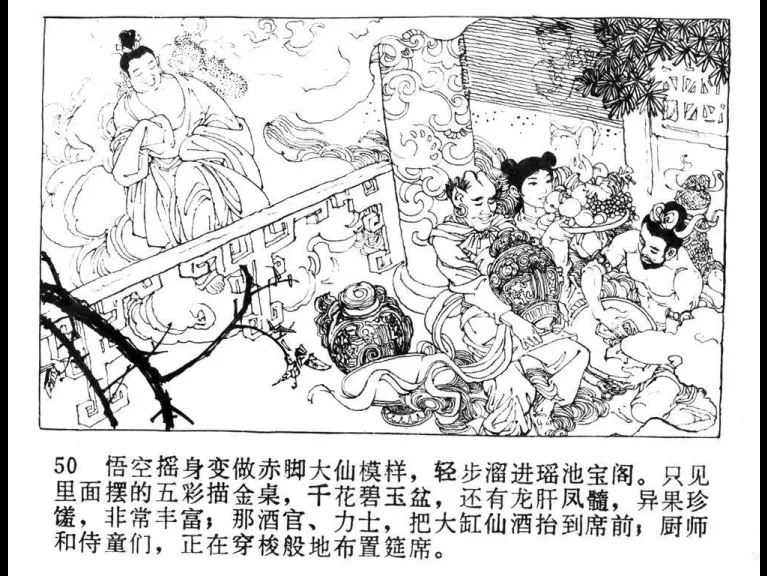 50 悟空摇身变做赤脚大仙模样，轻步溜进瑶池宝阁。只见
里面摆的五彩描金桌，千花碧玉盆，还有龙肝凤髓，异果珍
馐，非常丰富；那酒官、力士，把大缸仙酒抬到席前；厨师
和侍童们，正在穿梭般地布置筵席。